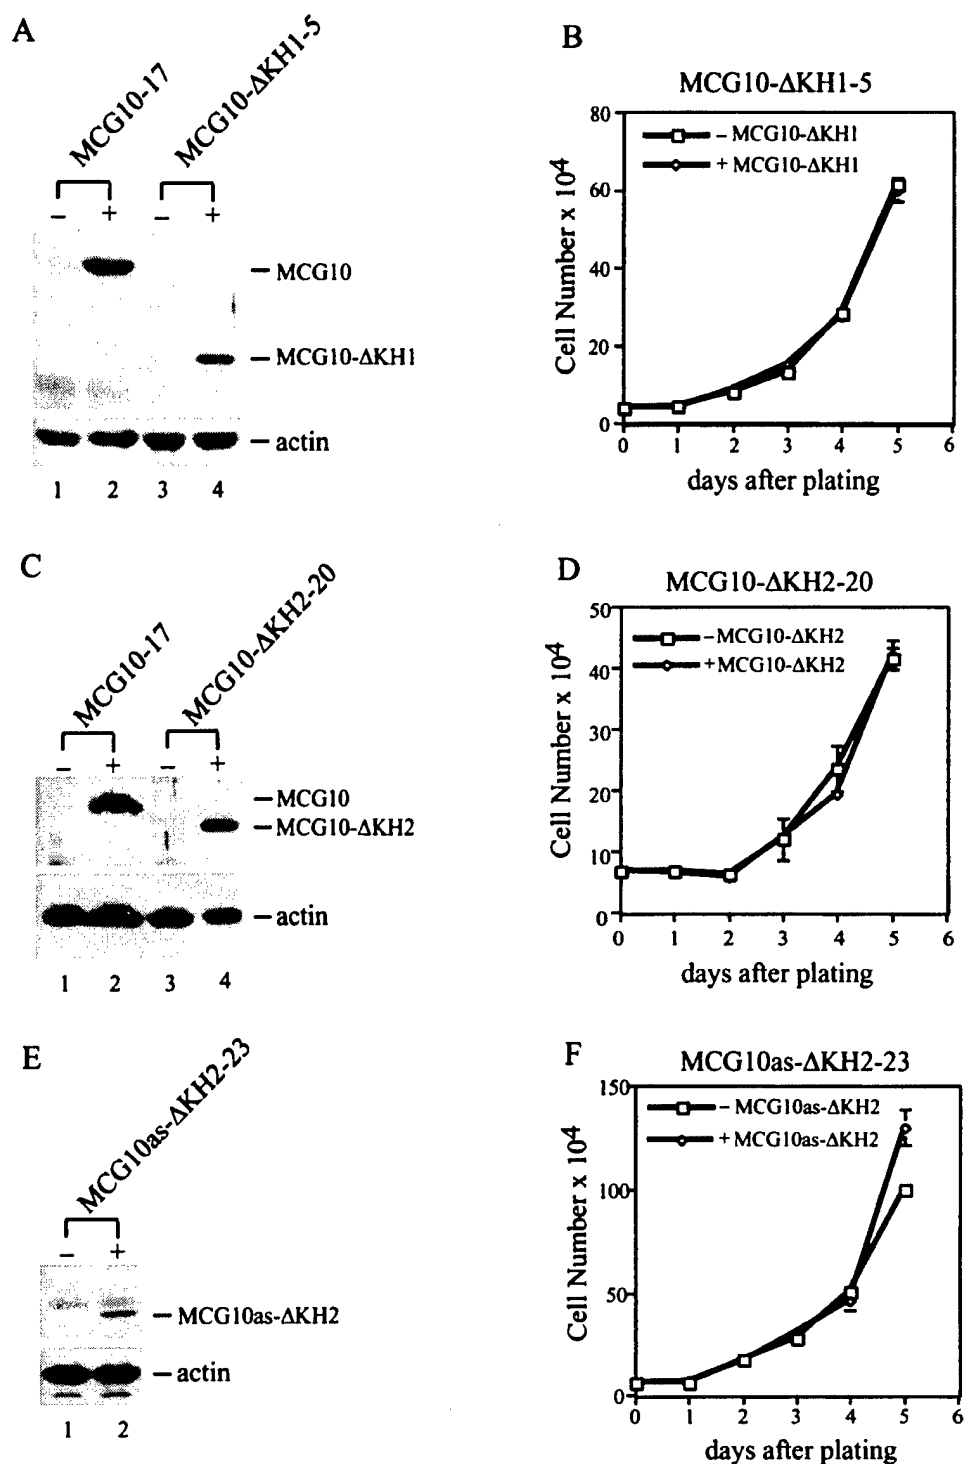 A
MCG10-17
MCG10-ΔKH1-5
− + − +
MCG10
MCG10-ΔKH1
actin
1 2 3 4
B
MCG10-ΔKH1-5
− MCG10-ΔKH1
+ MCG10-ΔKH1
Cell Number x 10⁴
80
60
40
20
0
0 1 2 3 4 5 6
days after plating
C
MCG10-17
MCG10-ΔKH2-20
− + − +
MCG10
MCG10-ΔKH2
actin
1 2 3 4
D
MCG10-ΔKH2-20
−MCG10-ΔKH2
+MCG10-ΔKH2
Cell Number x 10⁴
50
40
30
20
10
0
0 1 2 3 4 5 6
days after plating
E
MCG10as-ΔKH2-23
− +
MCG10as-ΔKH2
actin
1 2
F
MCG10as-ΔKH2-23
− MCG10as-ΔKH2
+ MCG10as-ΔKH2
Cell Number x 10⁴
150
100
50
0
0 1 2 3 4 5 6
days after plating